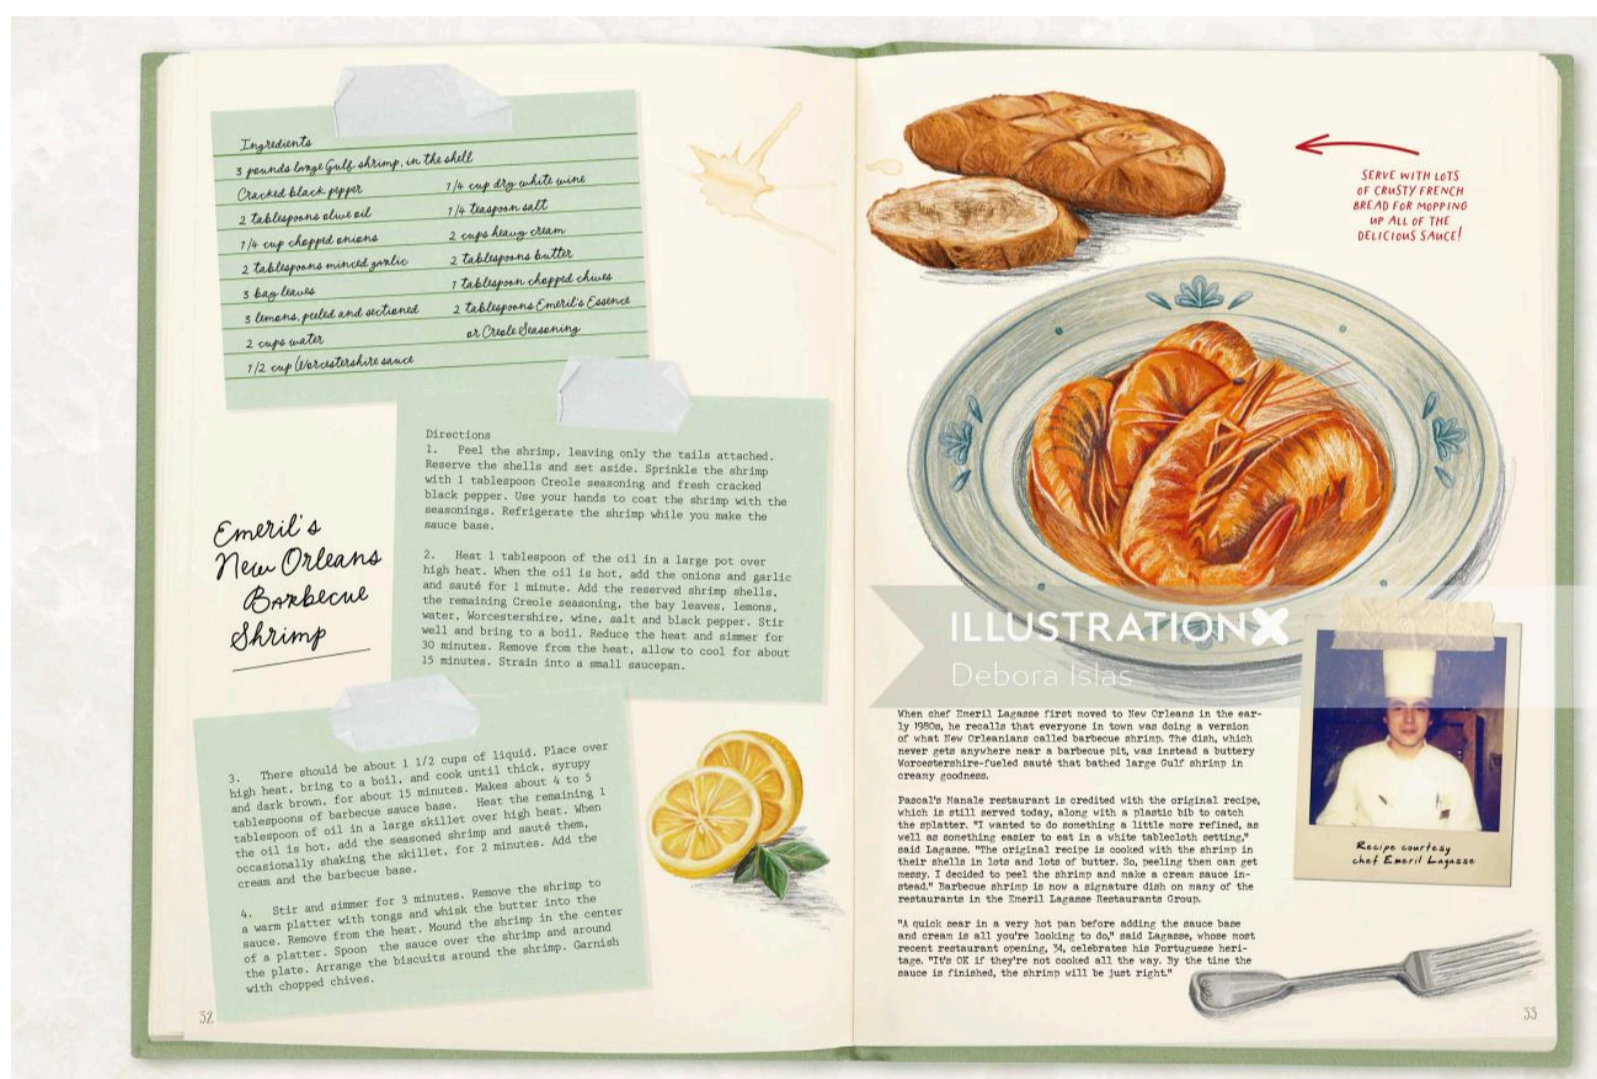 Ingredients
3 pounds large Gulf shrimp, in the shell
Cracked black pepper
2 tablespoons olive oil
1/4 cup chopped onions
2 tablespoons minced garlic
3 bay leaves
3 lemons, peeled and sectioned
2 cups water
1/2 cup Worcestershire sauce
1/4 cup dry white wine
1/4 teaspoon salt
2 cups heavy cream
2 tablespoons butter
1 tablespoon chopped chives
2 tablespoons Emeril's Essence
or Creole Seasoning
Emeril's
New Orleans
Barbecue
Shrimp
Directions
1. Peel the shrimp, leaving only the tails attached.
Reserve the shells and set aside. Sprinkle the shrimp
with 1 tablespoon Creole seasoning and fresh cracked
black pepper. Use your hands to coat the shrimp with the
seasonings. Refrigerate the shrimp while you make the
sauce base.
2. Heat 1 tablespoon of the oil in a large pot over
high heat. When the oil is hot, add the onions and garlic
and sauté for 1 minute. Add the reserved shrimp shells,
the remaining Creole seasoning, the bay leaves, lemons,
water, Worcestershire, wine, salt and black pepper. Stir
well and bring to a boil. Reduce the heat and simmer for
30 minutes. Remove from the heat, allow to cool for about
15 minutes. Strain into a small saucepan.
3. There should be about 1 1/2 cups of liquid. Place over
high heat, bring to a boil, and cook until thick, syrupy
and dark brown, for about 15 minutes. Makes about 4 to 5
tablespoons of barbecue sauce base. Heat the remaining 1
tablespoon of oil in a large skillet over high heat. When
the oil is hot, add the seasoned shrimp and sauté them,
occasionally shaking the skillet, for 2 minutes. Add the
cream and the barbecue base.
4. Stir and simmer for 3 minutes. Remove the shrimp to
a warm platter with tongs and whisk the butter into the
sauce. Remove from the heat. Mound the shrimp in the center
of a platter. Spoon the sauce over the shrimp and around
the plate. Arrange the biscuits around the shrimp. Garnish
with chopped chives.
32
SERVE WITH LOTS
OF CRUSTY FRENCH
BREAD FOR MOPPING
UP ALL OF THE
DELICIOUS SAUCE!
ILLUSTRATIONX
Debora Islas
When chef Emeril Lagasse first moved to New Orleans in the ear-
ly 1980s, he recalls that everyone in town was doing a version
of what New Orleanians called barbecue shrimp. The dish, which
never gets anywhere near a barbecue pit, was instead a buttery
Worcestershire-fueled sauté that bathed large Gulf shrimp in
creamy goodness.
Pascal's Manale restaurant is credited with the original recipe,
which is still served today, along with a plastic bib to catch
the splatter. "I wanted to do something a little more refined, as
well as something easier to eat in a white tablecloth setting,"
said Lagasse. "The original recipe is cooked with the shrimp in
their shells in lots and lots of butter. So, peeling them can get
messy. I decided to peel the shrimp and make a cream sauce in-
stead." Barbecue shrimp is now a signature dish on many of the
restaurants in the Emeril Lagasse Restaurants Group.
"A quick sear in a very hot pan before adding the sauce base
and cream is all you're looking to do," said Lagasse, whose most
recent restaurant opening, 34, celebrates his Portuguese heri-
tage. "It's OK if they're not cooked all the way. By the time the
sauce is finished, the shrimp will be just right."
Recipe courtesy
chef Emeril Lagasse
33